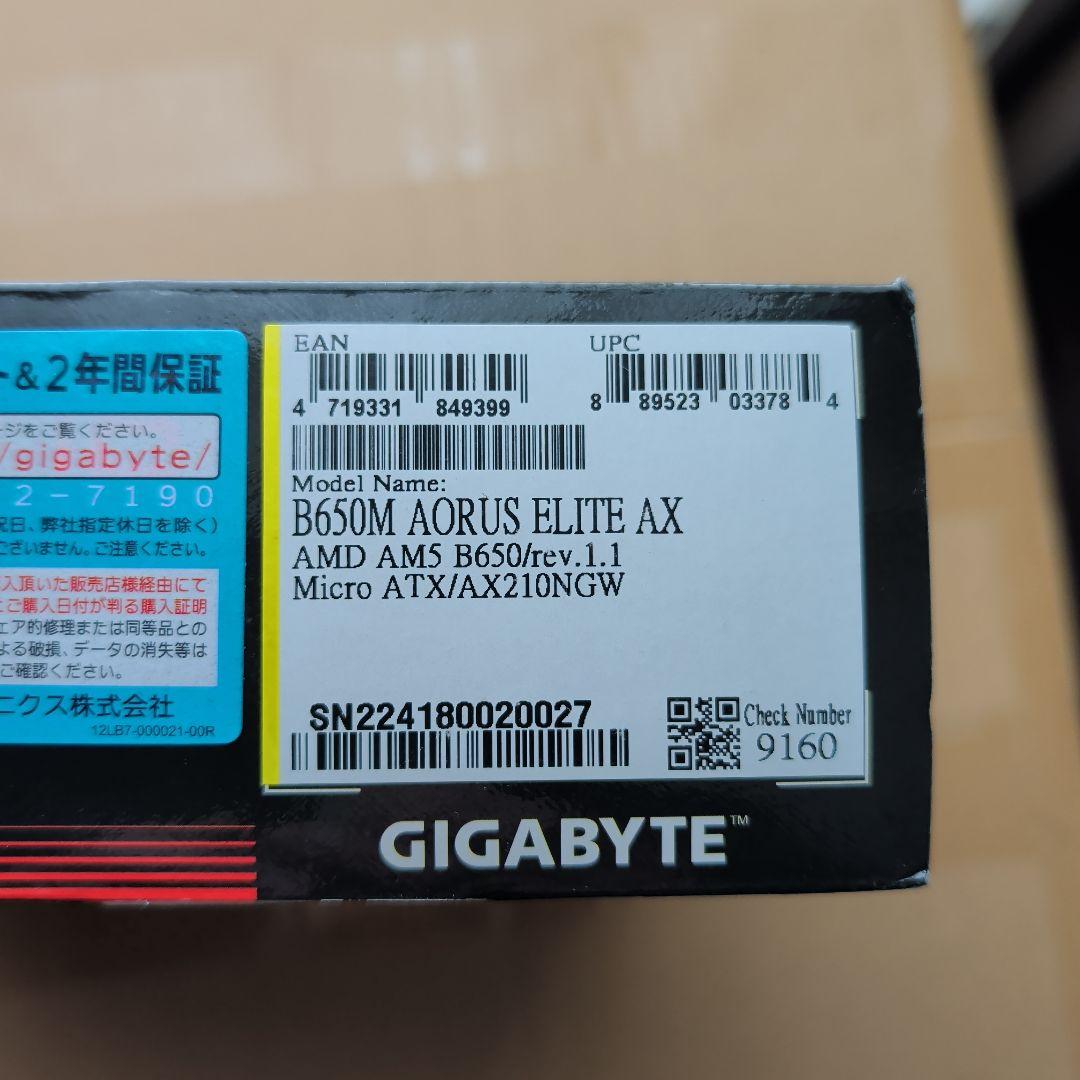 ト&2年間保証
ージをご覧ください。
/gigabyte/
2-7190
祝日、弊社指定休日を除く)
ございません。ご注意ください。
入頂いた販売店様経由にて
とご購入日付が判る購入証明
ェア的修理または同等品との
よる破損、データの消失等は
ご確認ください。
ニクス株式会社
12LB7-000021-00R
EAN
4 719331 849399
UPC
8 89523 03378 4
Model Name:
B650M AORUS ELITE AX
AMD AM5 B650/rev.1.1
Micro ATX/AX210NGW
SN224180020027
Check Number
9160
GIGABYTE™